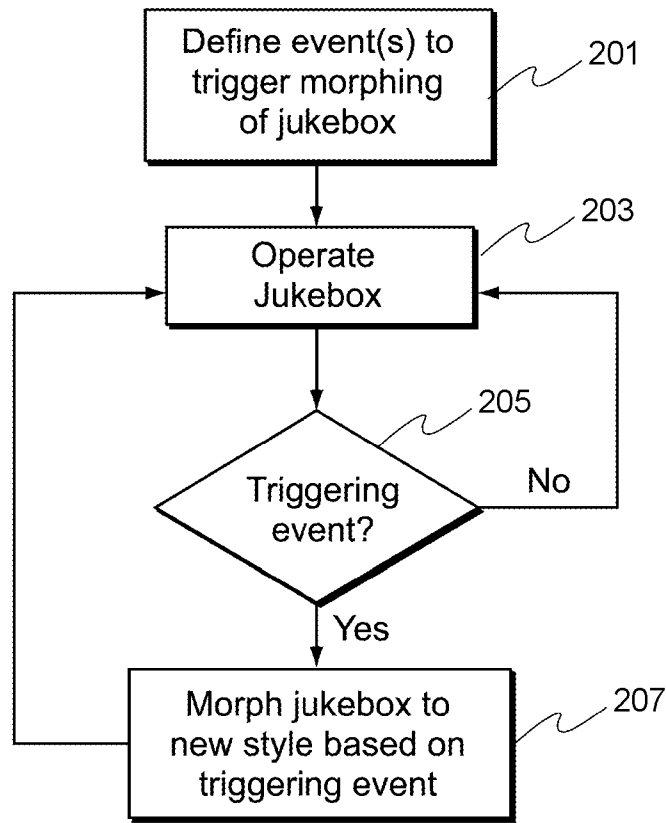 Define event(s) to
trigger morphing
of jukebox
201
203
Operate
Jukebox
205
Triggering
event?
No
Yes
Morph jukebox to
new style based on
triggering event
207